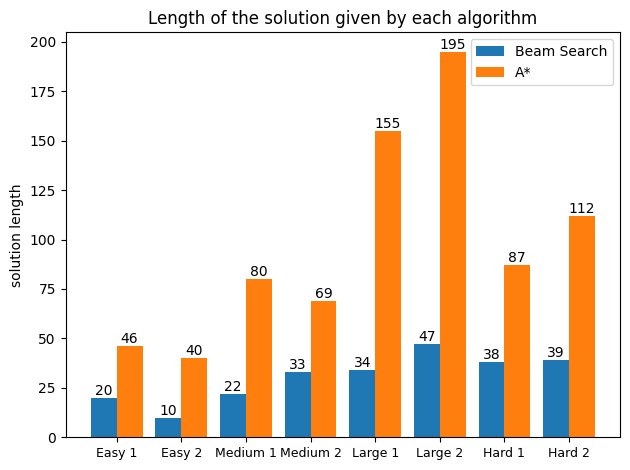 Length of the solution given by each algorithm
Beam Search
A*
solution length
200
175
150
125
100
75
50
25
0
20
46
10
40
22
80
33
69
34
155
47
195
38
87
39
112
Easy 1
Easy 2
Medium 1
Medium 2
Large 1
Large 2
Hard 1
Hard 2